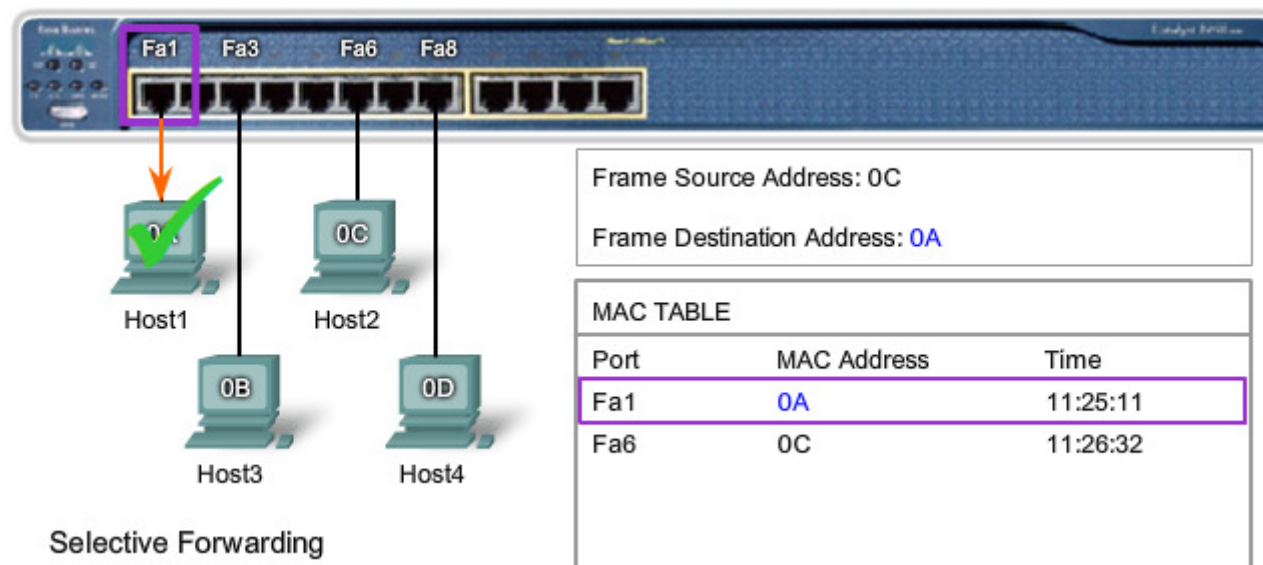 Fa1 Fa3 Fa6 Fa8
Frame Source Address: 0C
Frame Destination Address: 0A
0C
Host1 Host2
0B 0D
Host3 Host4
Selective Forwarding
MAC TABLE
Port MAC Address Time
Fa1 0A 11:25:11
Fa6 0C 11:26:32